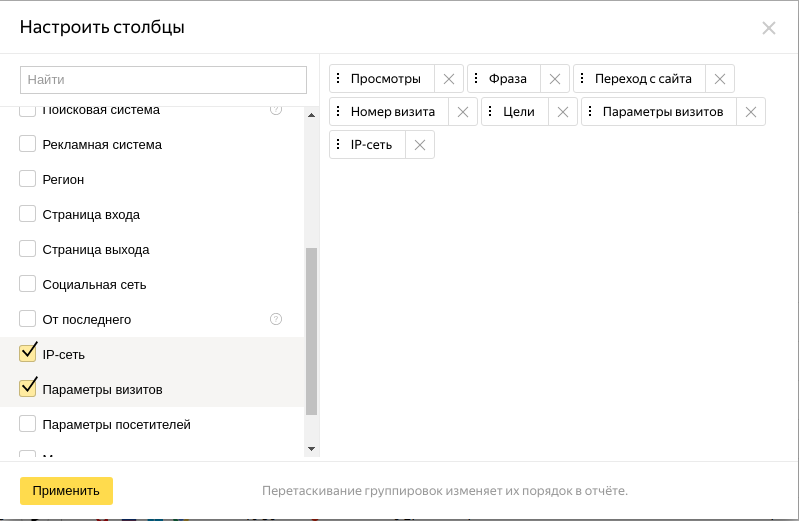 Настроить столбцы
Найти
Поисковая система
Рекламная система
Регион
Страница входа
Страница выхода
Социальная сеть
От последнего
IP-сеть
Параметры визитов
Параметры посетителей
Просмотры Фраза Переход с сайта
Номер визита Цели Параметры визитов
IP-сеть
Применить
Перетаскивание группировок изменяет их порядок в отчёте.